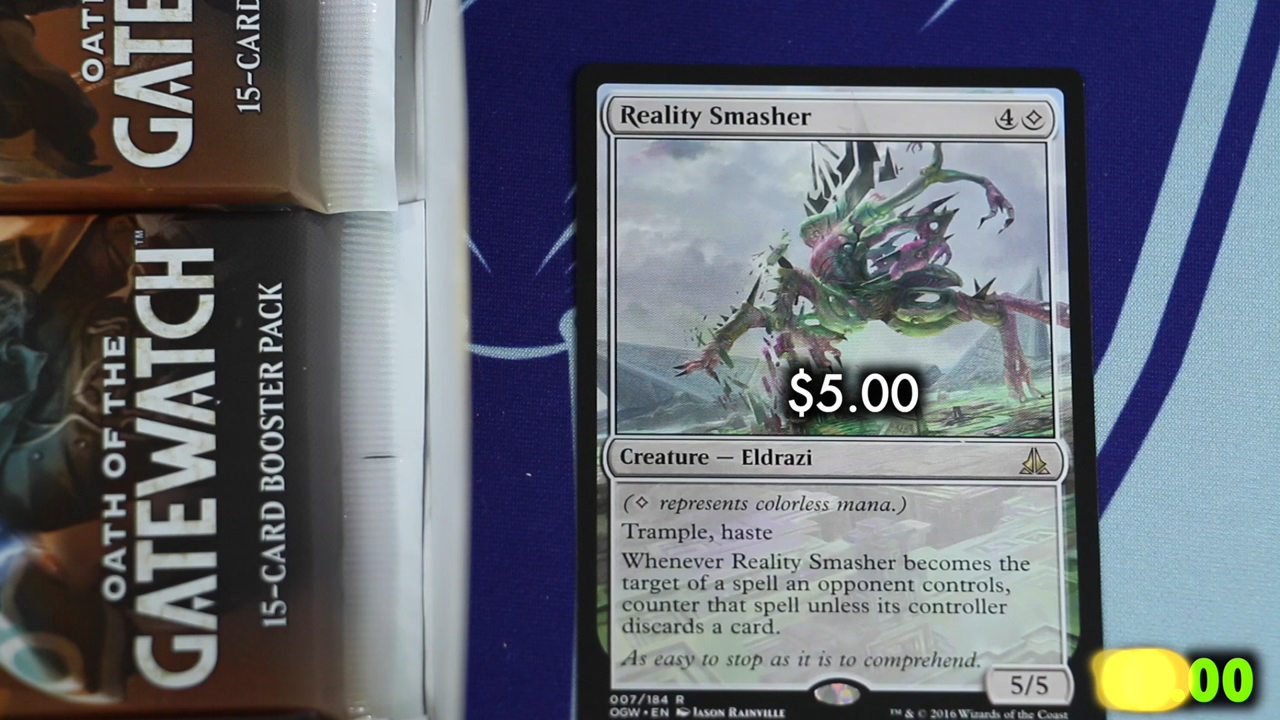 OATH OF THE
GATEWATCH™
15-CARD BOOSTER PACK
OAT
GATE
15-CARD
Reality Smasher
4
$5.00
Creature — Eldrazi
( represents colorless mana.)
Trample, haste
Whenever Reality Smasher becomes the
target of a spell an opponent controls,
counter that spell unless its controller
discards a card.
As easy to stop as it is to comprehend.
5/5
007/184 R
OGW • EN Jason Rainville
™ & © 2016 Wizards of the Coast
.00